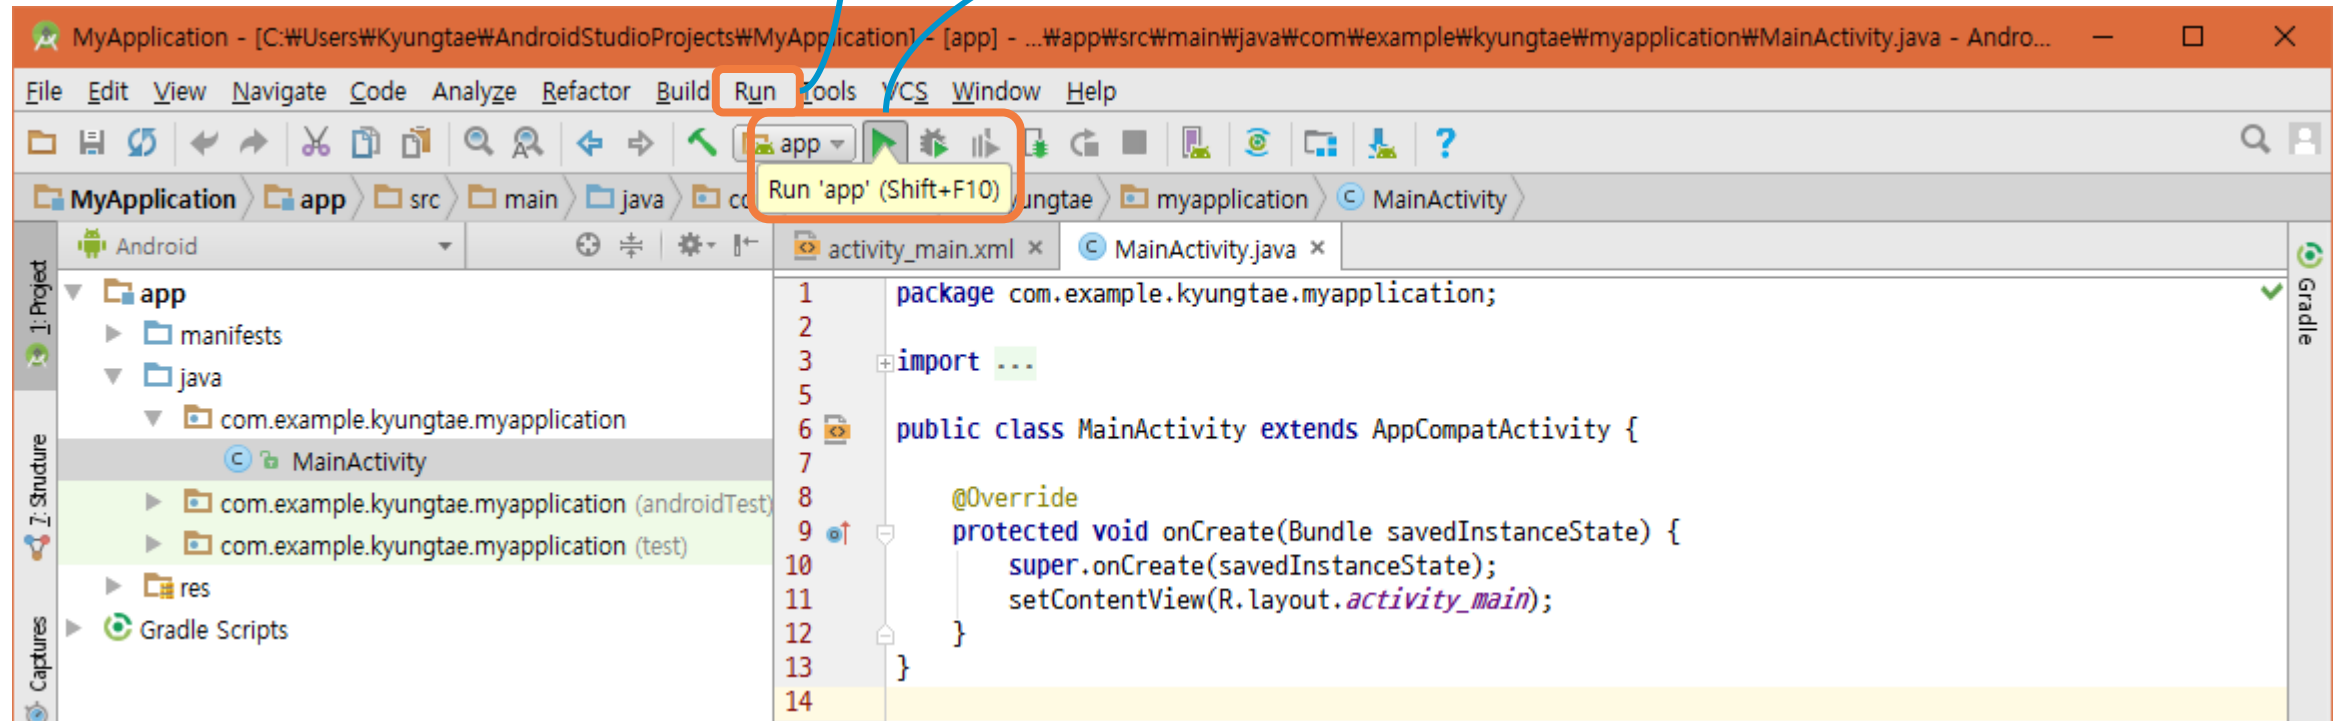 MyApplication - [C:₩Users₩Kyungtae₩AndroidStudioProjects₩MyApplication] - [app] - ...₩app₩src₩main₩java₩com₩example₩kyungtae₩myapplication₩MainActivity.java - Andro...
File Edit View Navigate Code Analyze Refactor Build Run Tools VCS Window Help
app
Run 'app' (Shift+F10)
MyApplication app src main java myapplication MainActivity
Android
activity_main.xml MainActivity.java
1: Project
7: Structure
Captures
app
manifests
java
com.example.kyungtae.myapplication
MainActivity
com.example.kyungtae.myapplication (androidTest)
com.example.kyungtae.myapplication (test)
res
Gradle Scripts
1 package com.example.kyungtae.myapplication;
2
3 import ...
5
6 public class MainActivity extends AppCompatActivity {
7
8 @Override
9 protected void onCreate(Bundle savedInstanceState) {
10 super.onCreate(savedInstanceState);
11 setContentView(R.layout.activity_main);
12 }
13 }
14
Gradle